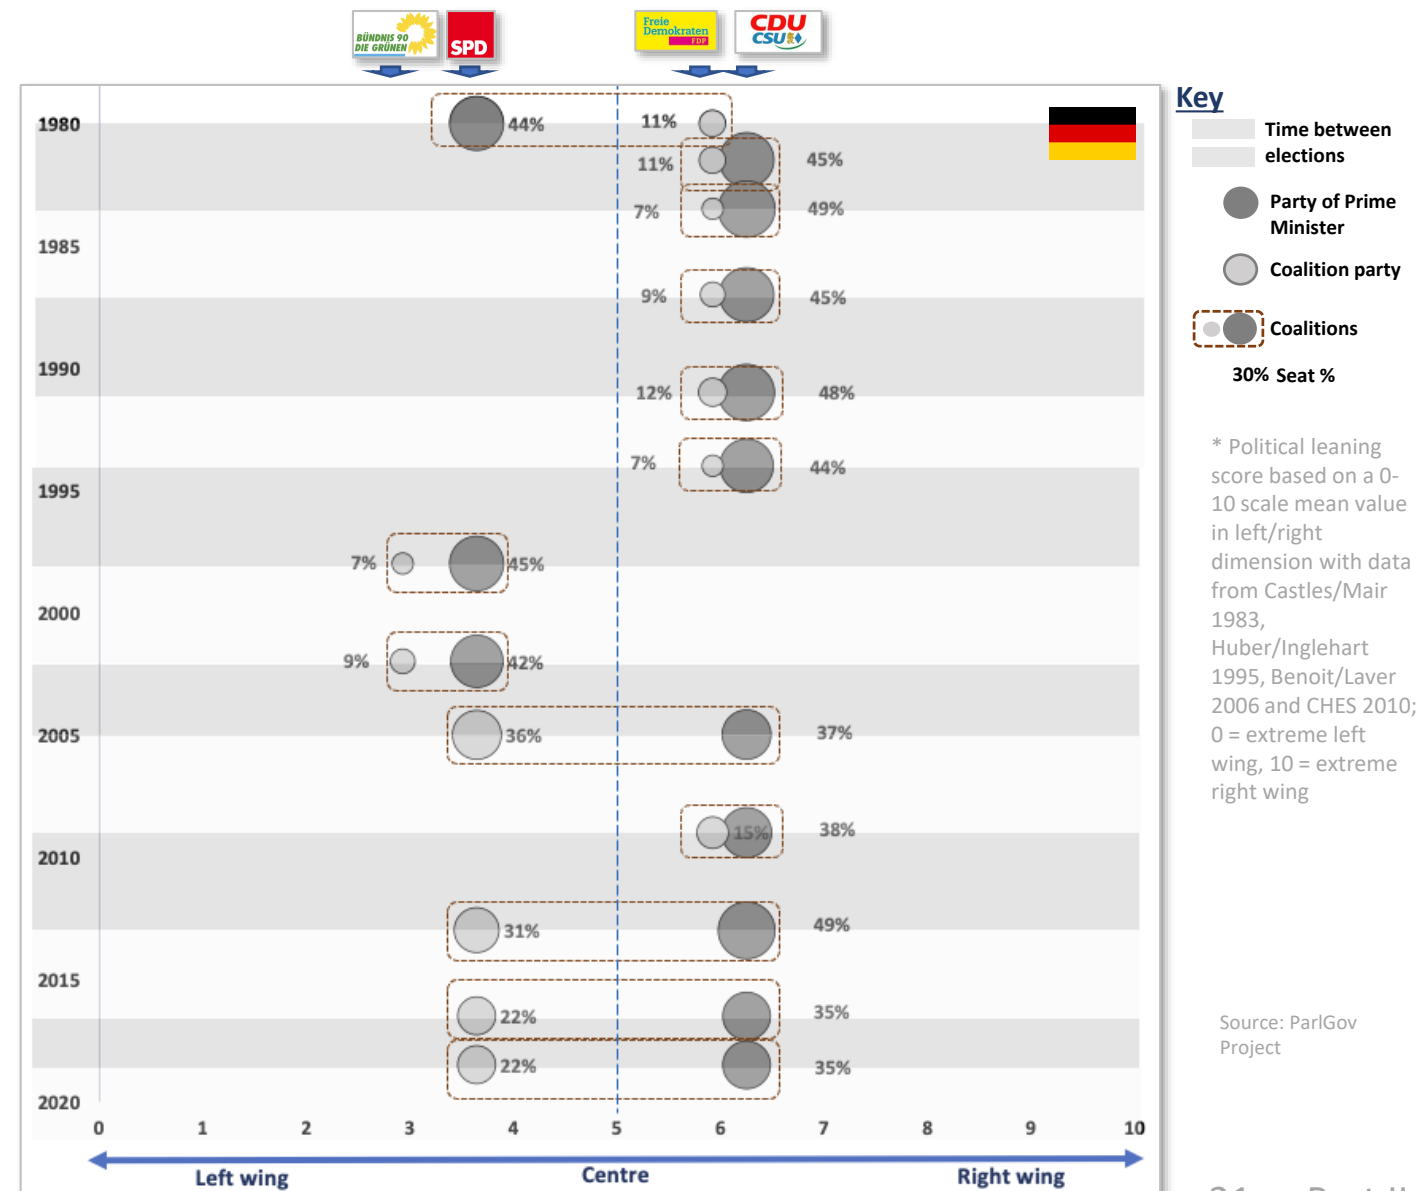 BÜNDNIS 90
DIE GRÜNEN
SPD
Freie
Demokraten
FDP
CDU
CSU
1980
44%
11%
11%
45%
7%
49%
1985
9%
45%
1990
12%
48%
7%
44%
1995
7%
45%
2000
9%
42%
2005
36%
37%
15%
38%
2010
31%
49%
2015
22%
35%
22%
35%
2020
0 1 2 3 4 5 6 7 8 9 10
Left wing Centre Right wing
Key
Time between
elections
Party of Prime
Minister
Coalition party
Coalitions
30% Seat %
* Political leaning
score based on a 0-
10 scale mean value
in left/right
dimension with data
from Castles/Mair
1983,
Huber/Inglehart
1995, Benoit/Laver
2006 and CHES 2010;
0 = extreme left
wing, 10 = extreme
right wing
Source: ParlGov
Project